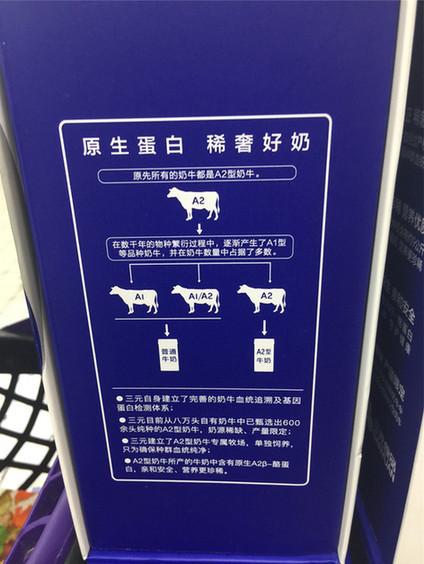 原生蛋白 稀奢好奶
原先所有的奶牛都是A2型奶牛。
A2
在数千年的物种繁衍过程中，逐渐产生了A1型
等品种奶牛，并在奶牛数量中占据了多数。
A1
A1/A2
A2
普通
牛奶
A2型
牛奶
●三元自身建立了完善的奶牛血统追溯及基因
蛋白检测体系；
●三元目前从八万头自有奶牛中已甄选出600
余头纯种的A2型奶牛，奶源稀缺、产量限定；
●三元建立了A2型奶牛专属牧场，单独饲养，
只为确保种群血统纯净；
●A2型奶牛所产的牛奶中含有原生A2β-酪蛋
白，亲和安全、营养更珍稀。